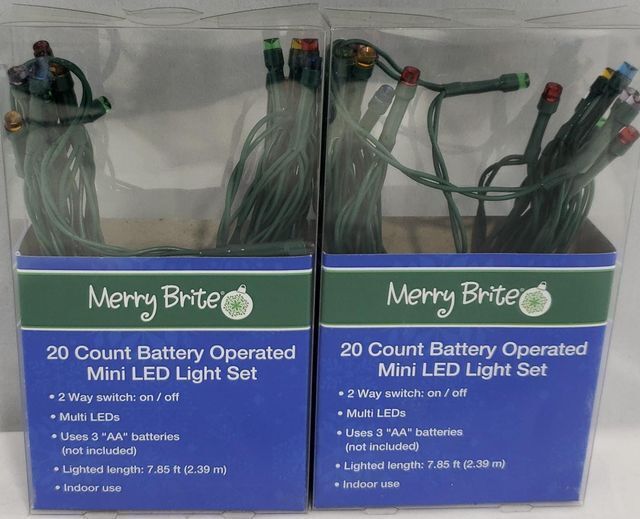 Merry Brite
20 Count Battery Operated
Mini LED Light Set
• 2 Way switch: on / off
• Multi LEDs
• Uses 3 "AA" batteries
(not included)
• Lighted length: 7.85 ft (2.39 m)
• Indoor use
Merry Brite
20 Count Battery Operated
Mini LED Light Set
• 2 Way switch: on / off
• Multi LEDs
• Uses 3 "AA" batteries
(not included)
• Lighted length: 7.85 ft (2.39 m)
• Indoor use